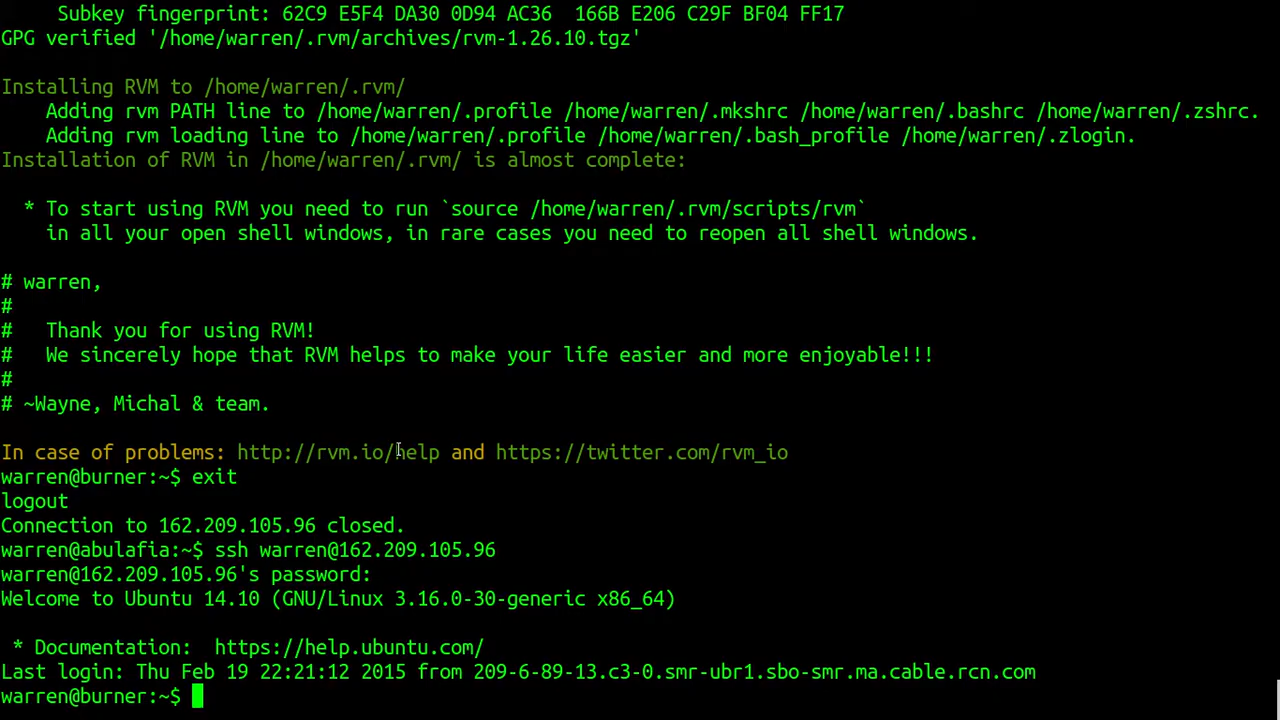 Subkey fingerprint: 62C9 E5F4 DA30 0D94 AC36  166B E206 C29F BF04 FF17
GPG verified '/home/warren/.rvm/archives/rvm-1.26.10.tgz'
Installing RVM to /home/warren/.rvm/
Adding rvm PATH line to /home/warren/.profile /home/warren/.mkshrc /home/warren/.bashrc /home/warren/.zshrc.
Adding rvm loading line to /home/warren/.profile /home/warren/.bash_profile /home/warren/.zlogin.
Installation of RVM in /home/warren/.rvm/ is almost complete:
* To start using RVM you need to run `source /home/warren/.rvm/scripts/rvm`
in all your open shell windows, in rare cases you need to reopen all shell windows.
# warren,
#
#   Thank you for using RVM!
#   We sincerely hope that RVM helps to make your life easier and more enjoyable!!!
#
# ~Wayne, Michal & team.
In case of problems: http://rvm.io/help and https://twitter.com/rvm_io
warren@burner:~$ exit
logout
Connection to 162.209.105.96 closed.
warren@abulafia:~$ ssh warren@162.209.105.96
warren@162.209.105.96's password:
Welcome to Ubuntu 14.10 (GNU/Linux 3.16.0-30-generic x86_64)
* Documentation:  https://help.ubuntu.com/
Last login: Thu Feb 19 22:21:12 2015 from 209-6-89-13.c3-0.smr-ubr1.sbo-smr.ma.cable.rcn.com
warren@burner:~$